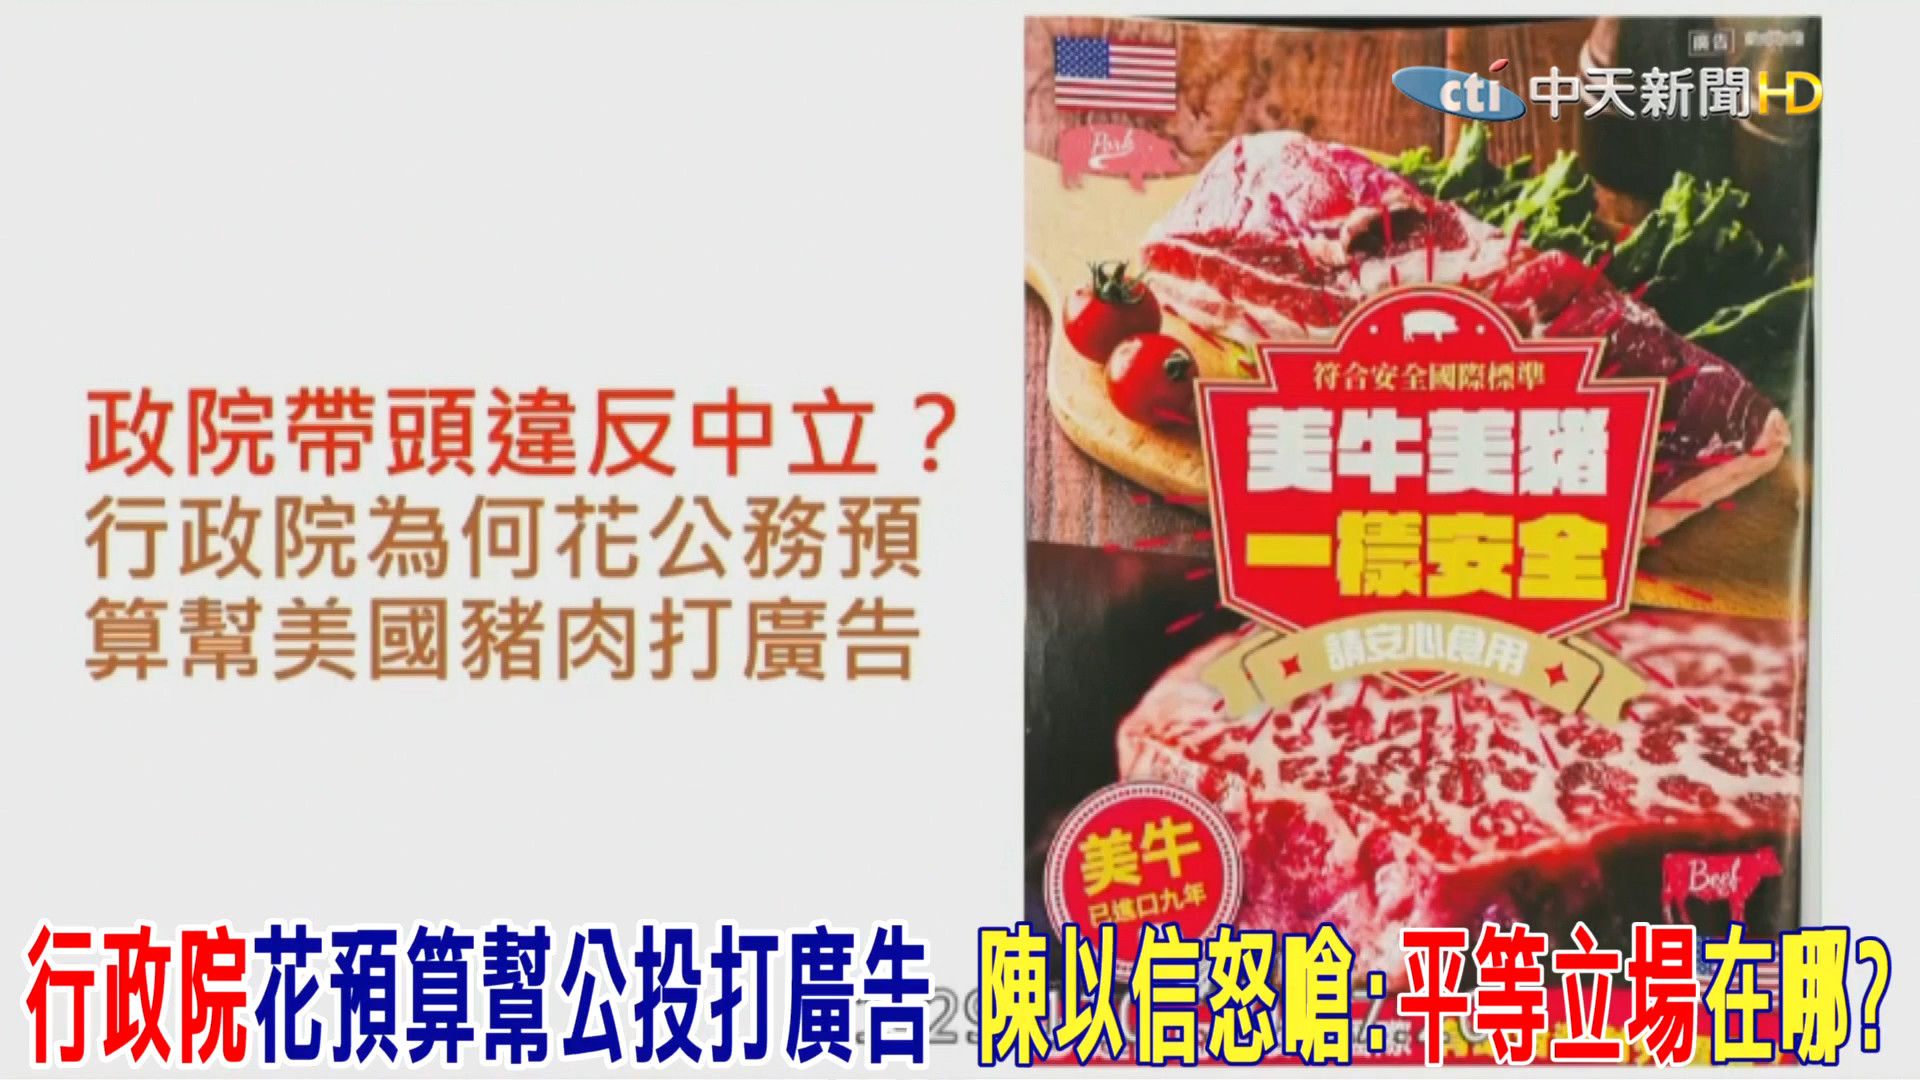 政院帶頭違反中立？
行政院為何花公務預
算幫美國豬肉打廣告
廣告
cti 中天新聞HD
Pork
符合安全國際標準
美牛美豬
一樣安全
請安心食用
美牛
已進口九年
Beef
行政院花預算幫公投打廣告 陳以信怒嗆:平等立場在哪?